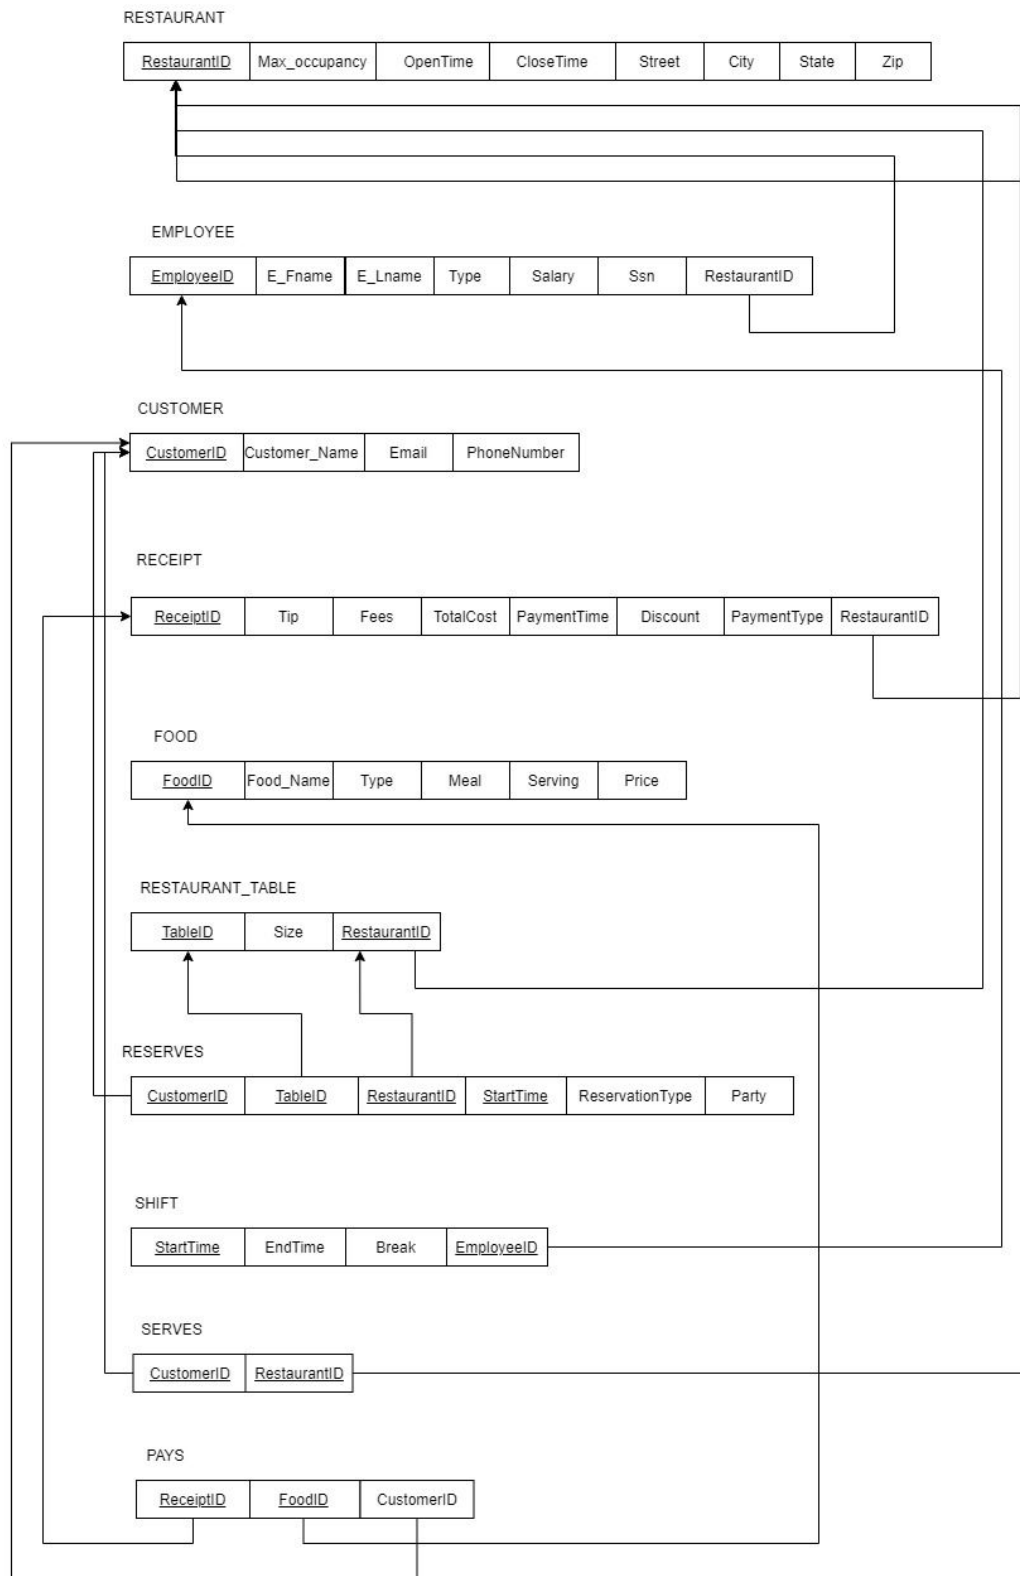 RESTAURANT
RestaurantID Max_occupancy OpenTime CloseTime Street City State Zip
EMPLOYEE
EmployeeID E_Fname E_Lname Type Salary Ssn RestaurantID
CUSTOMER
CustomerID Customer_Name Email PhoneNumber
RECEIPT
ReceiptID Tip Fees TotalCost PaymentTime Discount PaymentType RestaurantID
FOOD
FoodID Food_Name Type Meal Serving Price
RESTAURANT_TABLE
TableID Size RestaurantID
RESERVES
CustomerID TableID RestaurantID StartTime ReservationType Party
SHIFT
StartTime EndTime Break EmployeeID
SERVES
CustomerID RestaurantID
PAYS
ReceiptID FoodID CustomerID